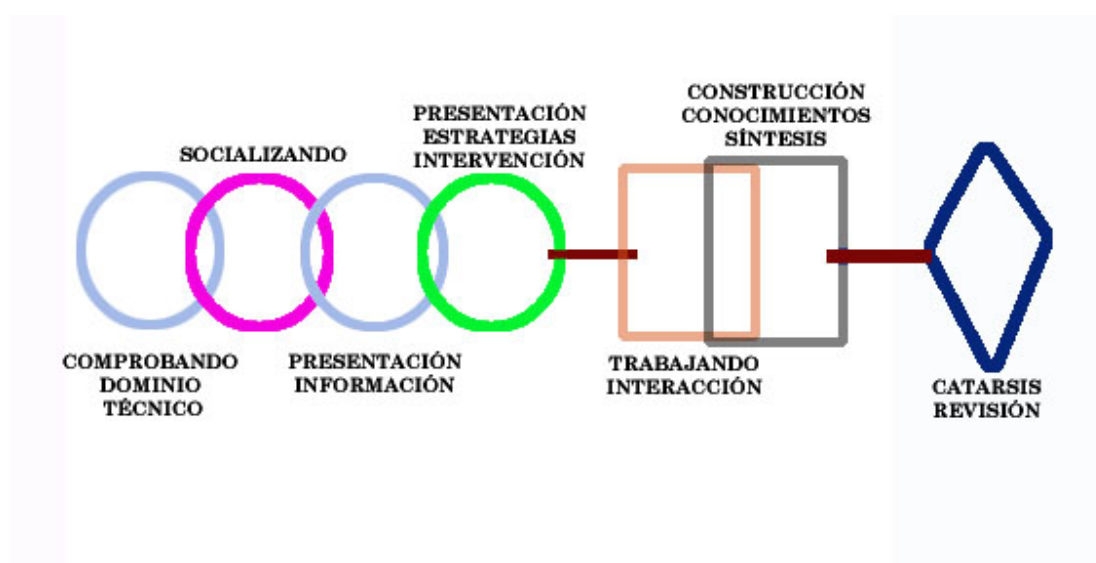 COMPROBANDO
DOMINIO
TÉCNICO
SOCIALIZANDO
PRESENTACIÓN
INFORMACIÓN
PRESENTACIÓN
ESTRATEGIAS
INTERVENCIÓN
TRABAJANDO
INTERACCIÓN
CONSTRUCCIÓN
CONOCIMIENTOS
SÍNTESIS
CATARSIS
REVISIÓN